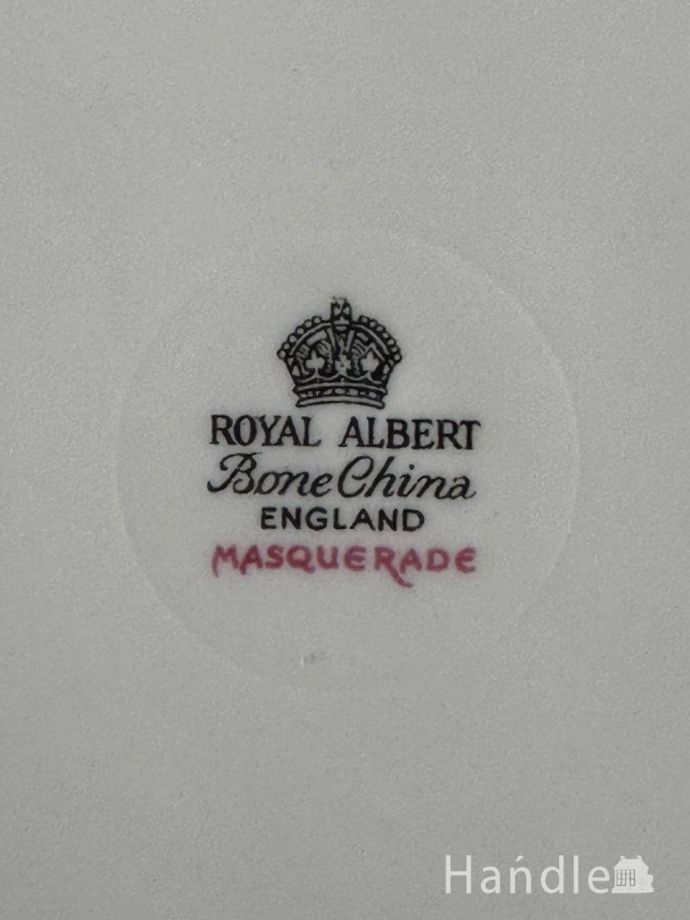 ROYAL ALBERT
Bone China
ENGLAND
MASQUERADE
Handle